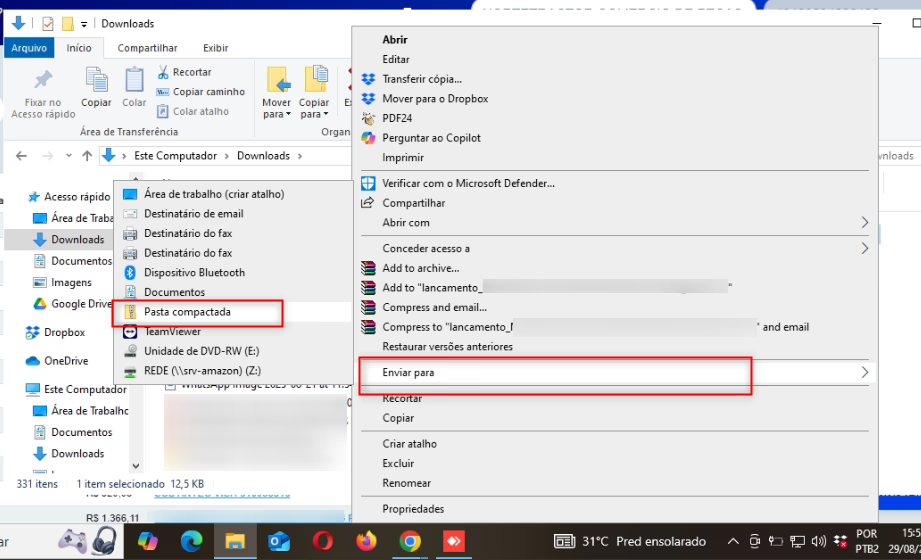 Downloads
Arquivo Início Compartilhar Exibir
Fixar no Acesso rápido
Copiar
Colar
Recortar
Copiar caminho
Colar atalho
Mover para
Copiar para
Área de Transferência
Organ
Este Computador > Downloads >
Acesso rápido
Área de Traba
Downloads
Documentos
Imagens
Google Drive
Dropbox
OneDrive
Este Computador
Área de Trabalho
Documentos
Downloads
Área de trabalho (criar atalho)
Destinatário de email
Destinatário do fax
Destinatário do fax
Dispositivo Bluetooth
Documentos
Pasta compactada
TeamViewer
Unidade de DVD-RW (E:)
REDE (\\srv-amazon) (Z:)
Abrir
Editar
Transferir cópia...
Mover para o Dropbox
PDF24
Perguntar ao Copilot
Imprimir
Verificar com o Microsoft Defender...
Compartilhar
Abrir com
Conceder acesso a
Add to archive...
Add to "lancamento_ "
Compress and email...
Compress to "lancamento_ " and email
Restaurar versões anteriores
Enviar para
Recortar
Copiar
Criar atalho
Excluir
Renomear
Propriedades
wnloads
331 itens 1 item selecionado 12,5 KB
R$ 1.366,11
31°C Pred ensolarado
POR
PTB2
15:5
29/08/